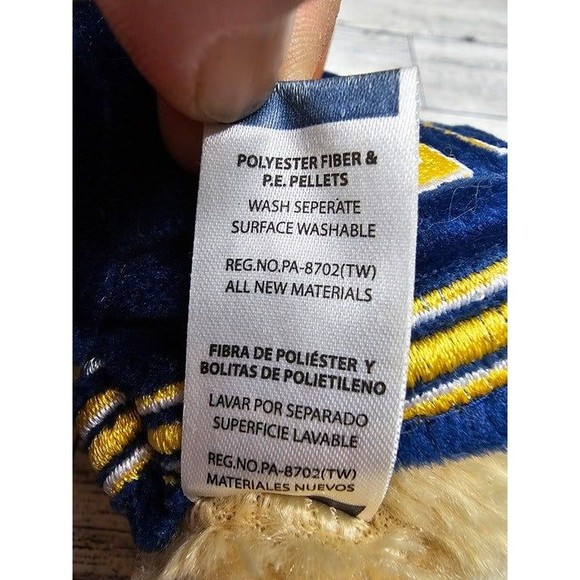 POLYESTER FIBER &
P.E. PELLETS
WASH SEPERATE
SURFACE WASHABLE
REG.NO.PA-8702(TW)
ALL NEW MATERIALS
FIBRA DE POLIÉSTER Y
BOLITAS DE POLIETILENO
LAVAR POR SEPARADO
SUPERFICIE LAVABLE
REG.NO.PA-8702(TW)
MATERIALES NUEVOS